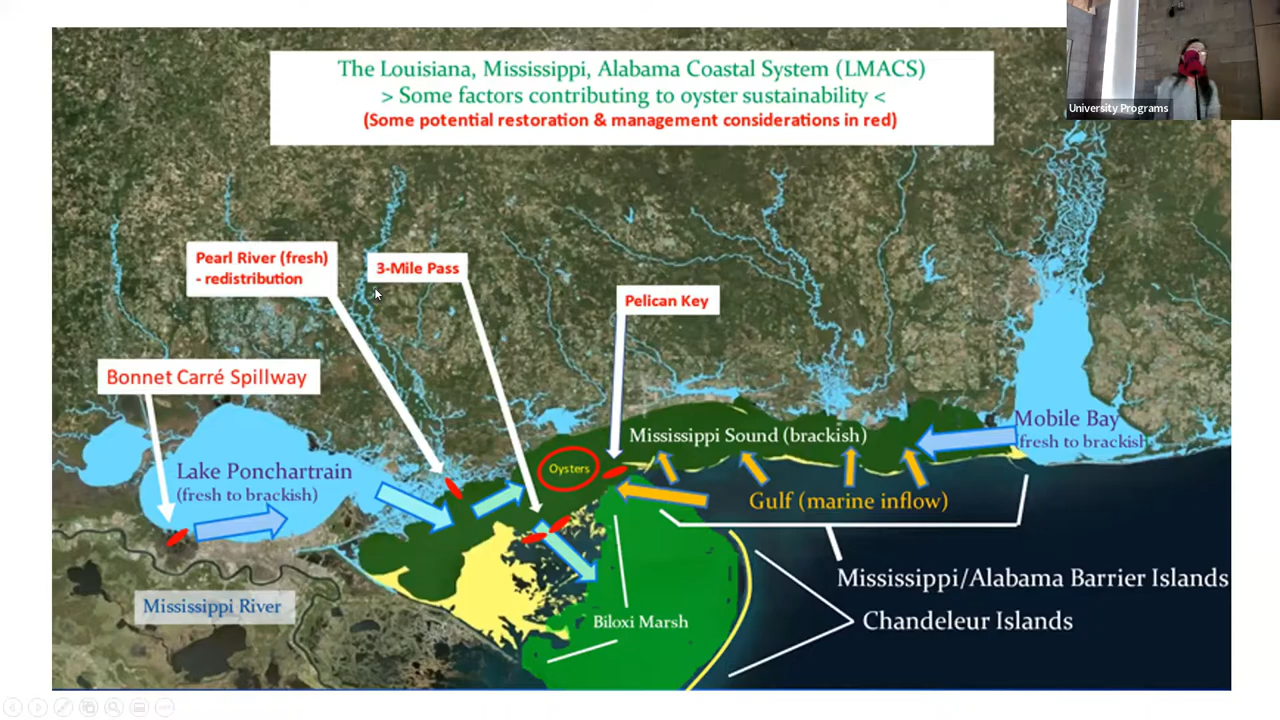 The Louisiana, Mississippi, Alabama Coastal System (LMACS)
> Some factors contributing to oyster sustainability <
(Some potential restoration & management considerations in red)
University Programs
Pearl River (fresh)
- redistribution
3-Mile Pass
Pelican Key
Bonnet Carré Spillway
Mississippi Sound (brackish)
Mobile Bay
(fresh to brackish
Lake Ponchartrain
(fresh to brackish)
Oysters
Gulf (marine inflow)
Mississippi/Alabama Barrier Islands
Mississippi River
Biloxi Marsh
Chandeleur Islands